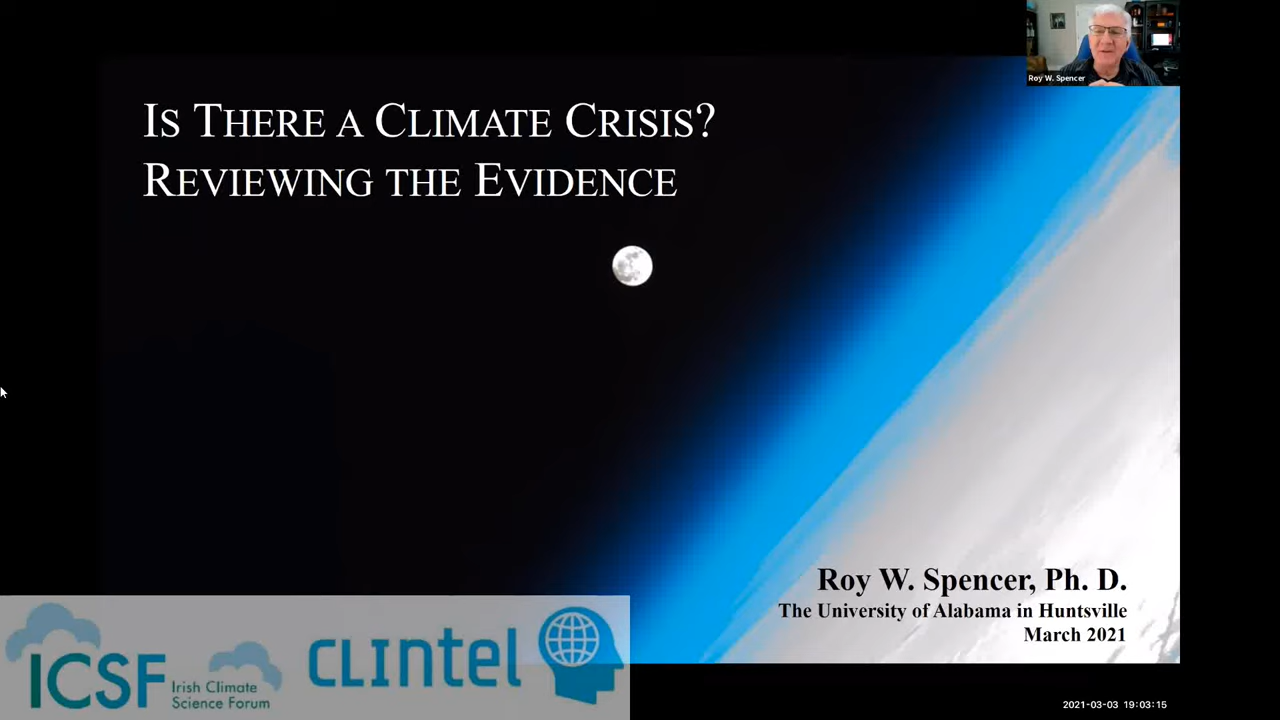 Roy W. Spencer
IS THERE A CLIMATE CRISIS?
REVIEWING THE EVIDENCE
Roy W. Spencer, Ph. D.
The University of Alabama in Huntsville
March 2021
ICSF Irish Climate
Science Forum
CLINTEL
2021-03-03 19:03:15